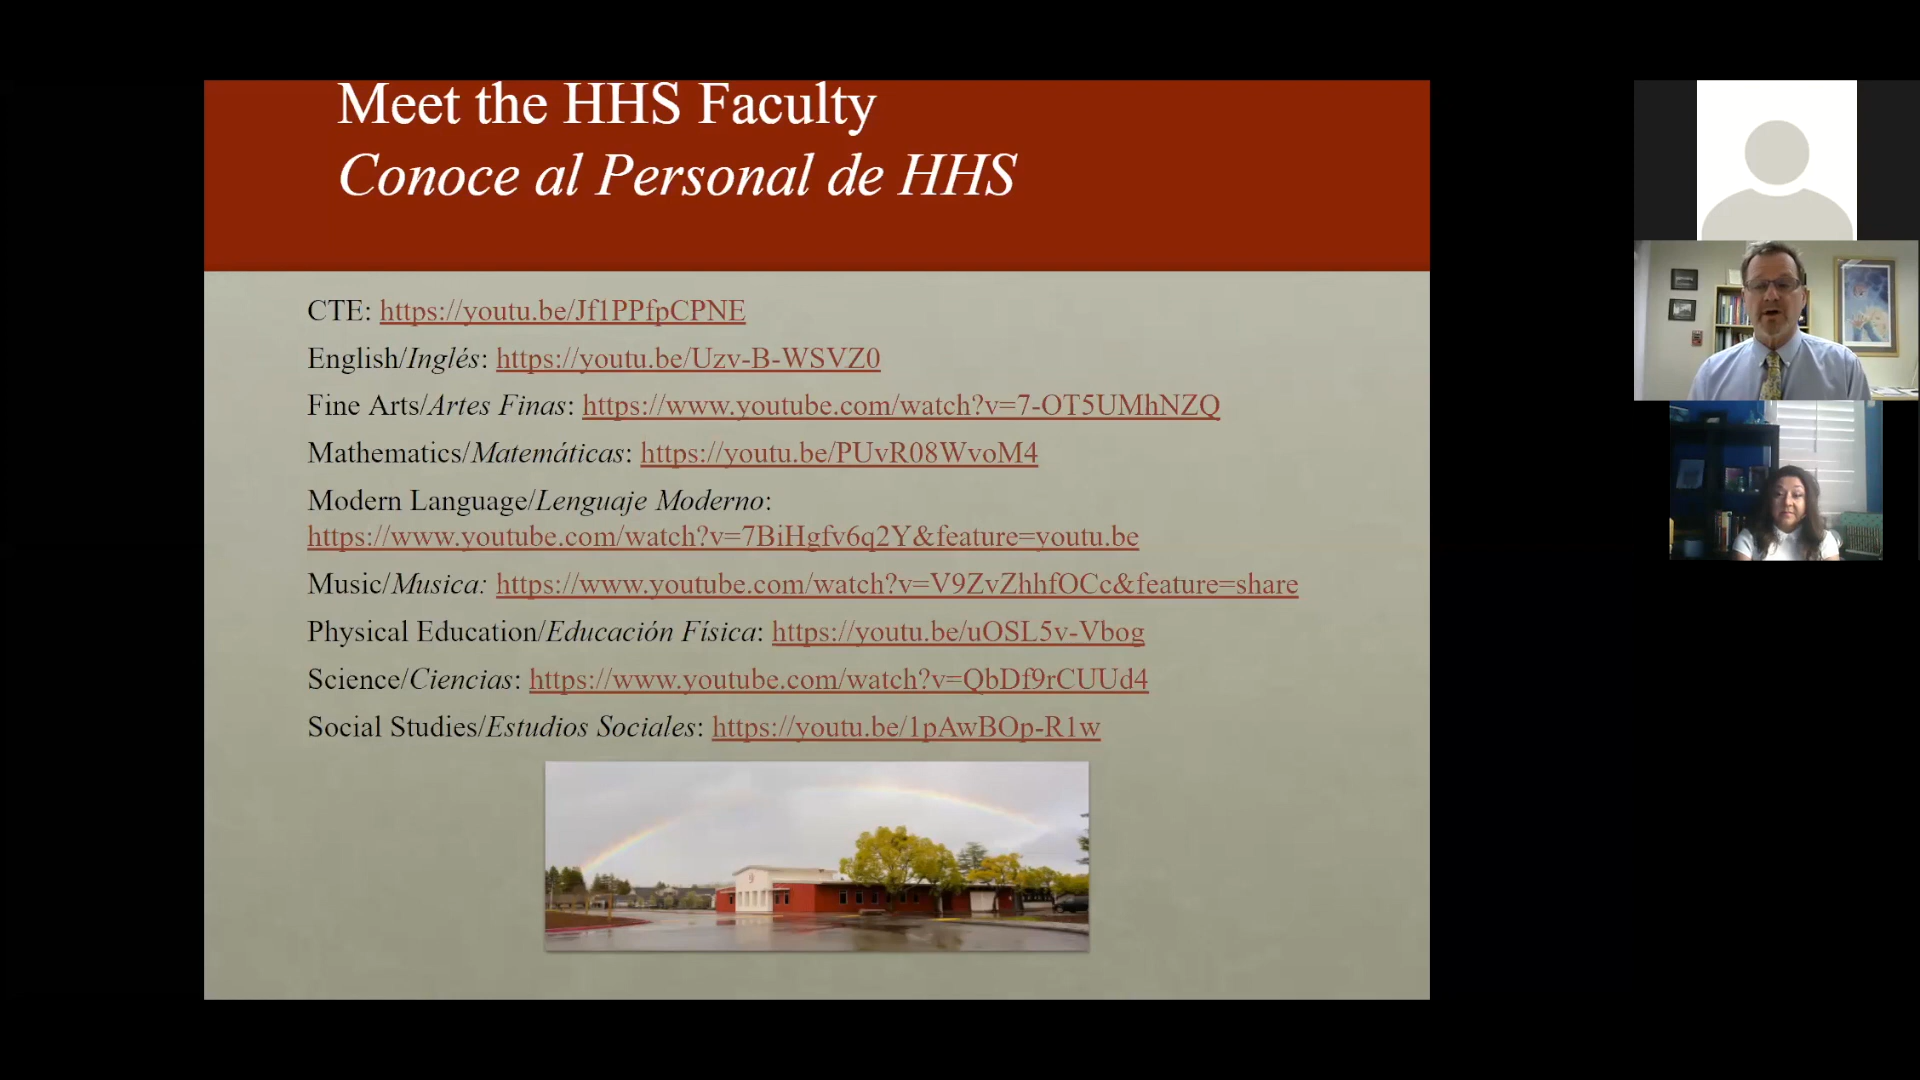 Meet the HHS Faculty
Conoce al Personal de HHS
CTE: https://youtu.be/Jf1PPfpCPNE
English/Inglés: https://youtu.be/Uzv-B-WSVZ0
Fine Arts/Artes Finas: https://www.youtube.com/watch?v=7-OT5UMhNZQ
Mathematics/Matemáticas: https://youtu.be/PUvR08WvoM4
Modern Language/Lenguaje Moderno:
https://www.youtube.com/watch?v=7BiHgfv6q2Y&feature=youtu.be
Music/Musica: https://www.youtube.com/watch?v=V9ZvZhhfOCc&feature=share
Physical Education/Educación Física: https://youtu.be/uOSL5v-Vbog
Science/Ciencias: https://www.youtube.com/watch?v=QbDf9rCUUd4
Social Studies/Estudios Sociales: https://youtu.be/1pAwBOp-R1w